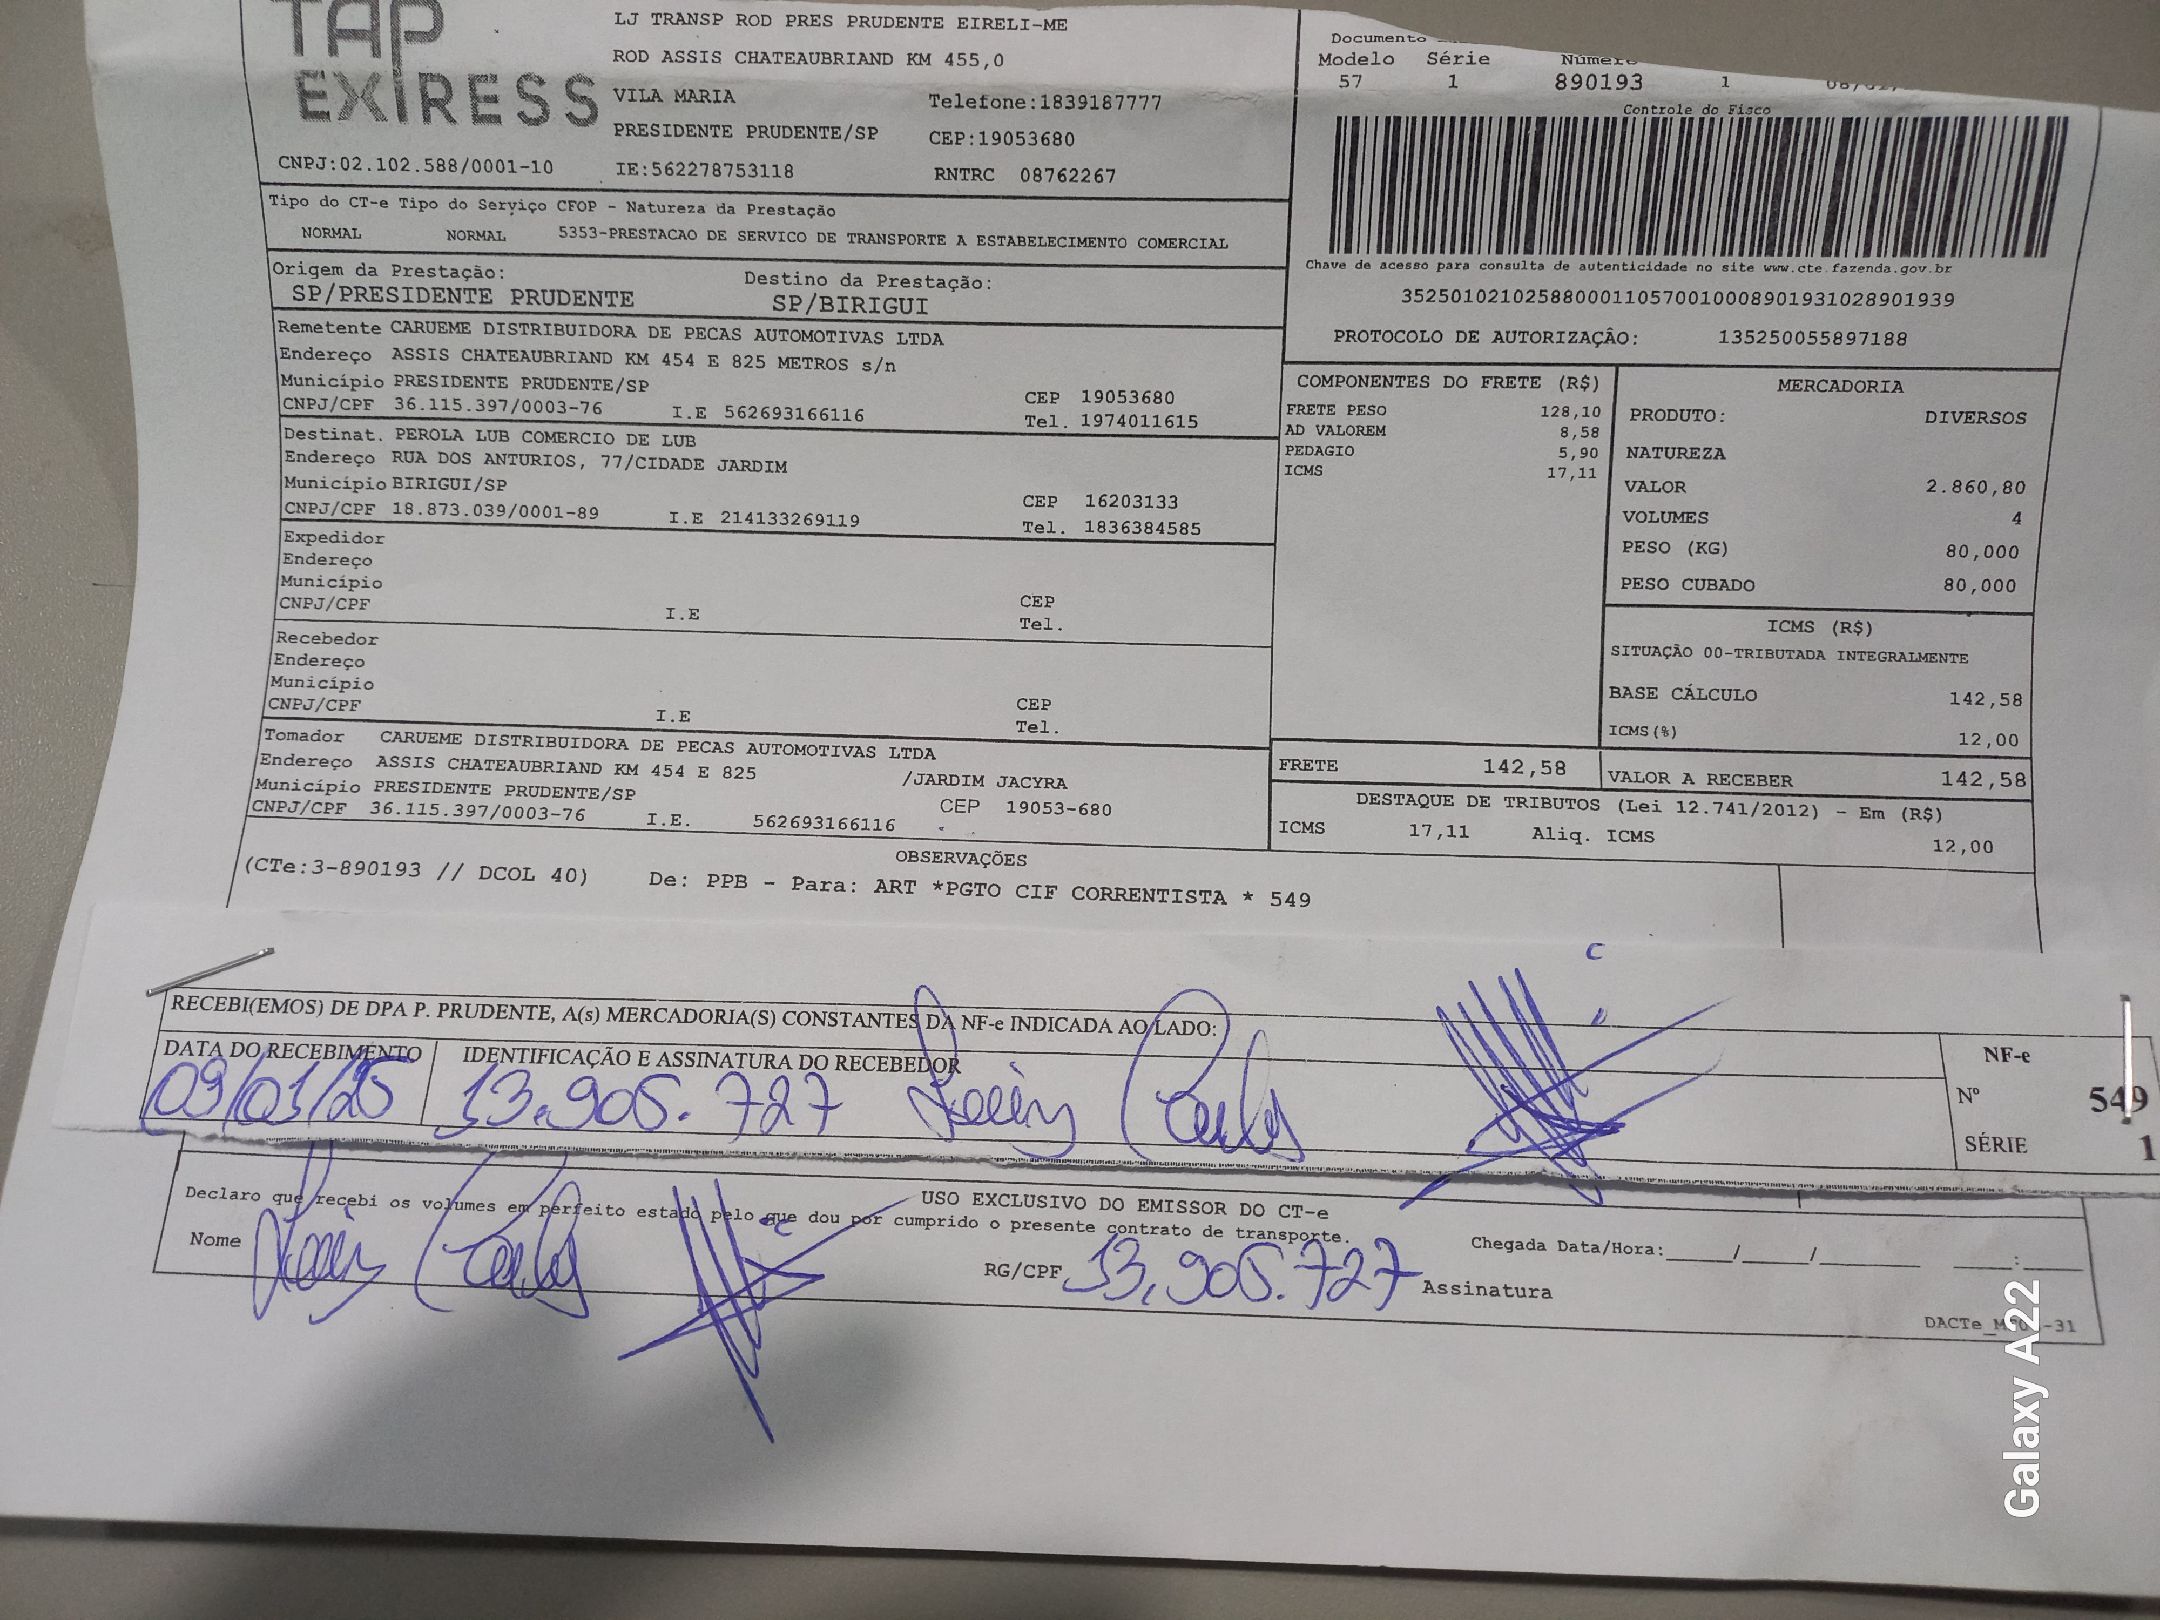 TAP
EXPRESS
LJ TRANSP ROD PRES PRUDENTE EIRELI-ME
ROD ASSIS CHATEAUBRIAND KM 455,0
VILA MARIA Telefone:1839187777
PRESIDENTE PRUDENTE/SP CEP:19053680
CNPJ:02.102.588/0001-10 IE:562278753118 RNTRC 08762267
Documento
Modelo Série Número
57 1 890193 1
Controle do Fisco
Chave de acesso para consulta de autenticidade no site www.cte.fazenda.gov.br
35250102102588000110570010008901931028901939
PROTOCOLO DE AUTORIZAÇÂO: 135250055897188
Tipo do CT-e Tipo do Serviço CFOP - Natureza da Prestação
NORMAL NORMAL 5353-PRESTACAO DE SERVICO DE TRANSPORTE A ESTABELECIMENTO COMERCIAL
Origem da Prestação: Destino da Prestação:
SP/PRESIDENTE PRUDENTE SP/BIRIGUI
Remetente CARUEME DISTRIBUIDORA DE PECAS AUTOMOTIVAS LTDA
Endereço ASSIS CHATEAUBRIAND KM 454 E 825 METROS s/n
Município PRESIDENTE PRUDENTE/SP CEP 19053680
CNPJ/CPF 36.115.397/0003-76 I.E 562693166116 Tel. 1974011615
Destinat. PEROLA LUB COMERCIO DE LUB
Endereço RUA DOS ANTURIOS, 77/CIDADE JARDIM
Município BIRIGUI/SP CEP 16203133
CNPJ/CPF 18.873.039/0001-89 I.E 214133269119 Tel. 1836384585
Expedidor
Endereço
Município CEP
CNPJ/CPF I.E Tel.
Recebedor
Endereço
Município CEP
CNPJ/CPF I.E Tel.
Tomador CARUEME DISTRIBUIDORA DE PECAS AUTOMOTIVAS LTDA
Endereço ASSIS CHATEAUBRIAND KM 454 E 825 /JARDIM JACYRA
Município PRESIDENTE PRUDENTE/SP CEP 19053-680
CNPJ/CPF 36.115.397/0003-76 I.E. 562693166116
COMPONENTES DO FRETE (R$)
FRETE PESO 128,10
AD VALOREM 8,58
PEDAGIO 5,90
ICMS 17,11
MERCADORIA
PRODUTO: DIVERSOS
NATUREZA
VALOR 2.860,80
VOLUMES 4
PESO (KG) 80,000
PESO CUBADO 80,000
ICMS (R$)
SITUAÇÃO 00-TRIBUTADA INTEGRALMENTE
BASE CÁLCULO 142,58
ICMS(%) 12,00
FRETE 142,58 VALOR A RECEBER 142,58
DESTAQUE DE TRIBUTOS (Lei 12.741/2012) - Em (R$)
ICMS 17,11 Aliq. ICMS 12,00
OBSERVAÇÕES
(CTe:3-890193 // DCOL 40) De: PPB - Para: ART *PGTO CIF CORRENTISTA * 549
RECEBI(EMOS) DE DPA P. PRUDENTE, A(s) MERCADORIA(S) CONSTANTES DA NF-e INDICADA AO LADO:
DATA DO RECEBIMENTO IDENTIFICAÇÃO E ASSINATURA DO RECEBEDOR
09/01/25 13.905.727
NF-e
Nº 549
SÉRIE 1
USO EXCLUSIVO DO EMISSOR DO CT-e
Declaro que recebi os volumes em perfeito estado pelo que dou por cumprido o presente contrato de transporte.
Nome RG/CPF 13.905.727 Assinatura
Chegada Data/Hora:____/____/______ ____:____
Galaxy A22